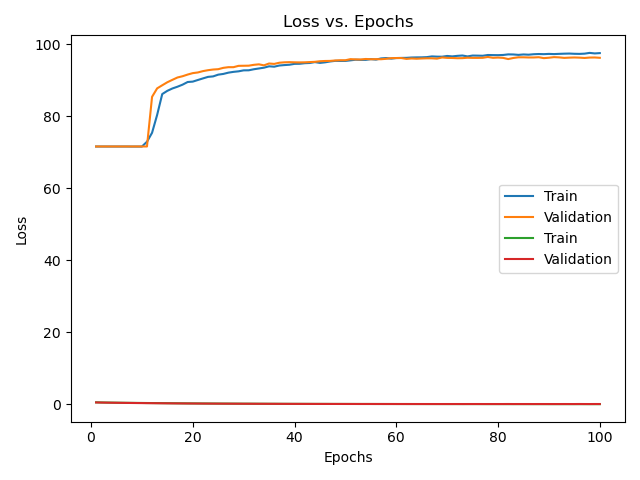 Loss vs. Epochs
100
80
60
40
20
0
Loss
Train
Validation
Train
Validation
0 20 40 60 80 100
Epochs